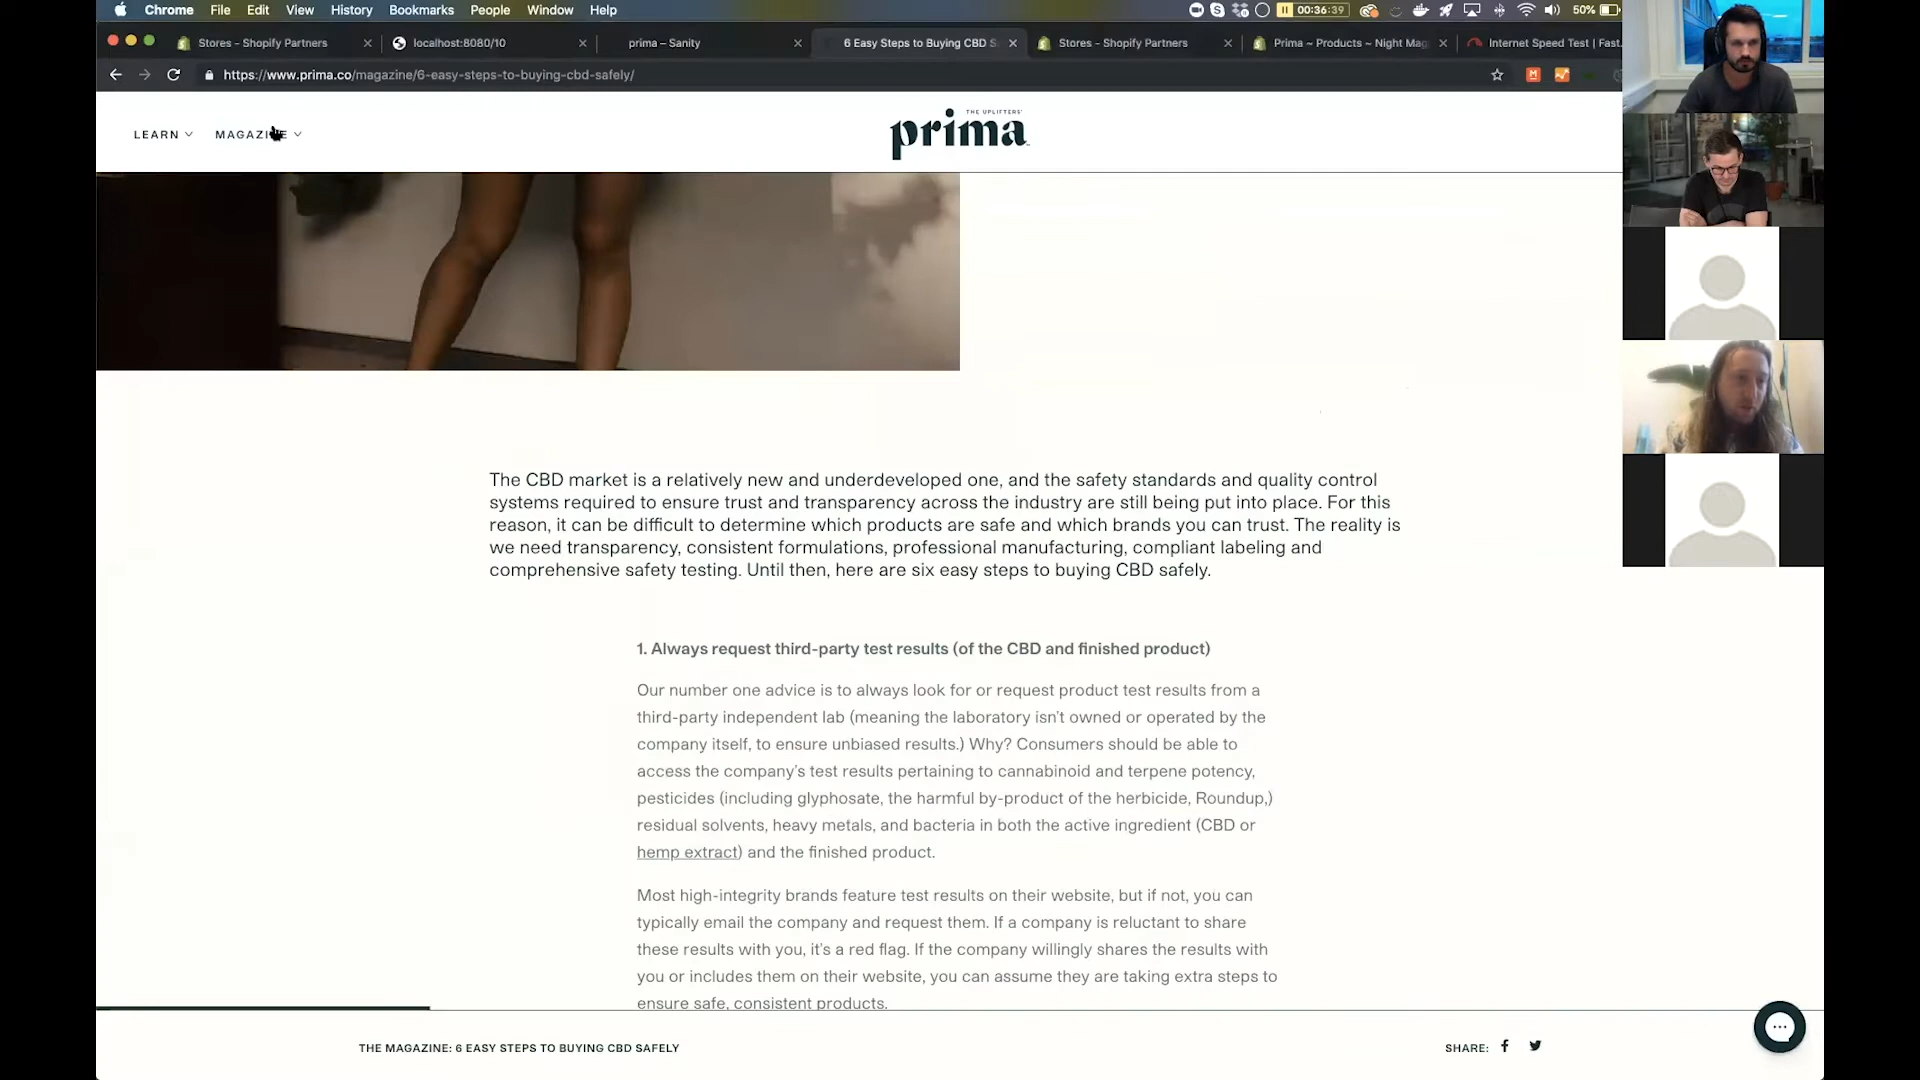 Chrome File Edit View History Bookmarks People Window Help 00:36:39 50%
Stores - Shopify Partners localhost:8080/10 prima – Sanity 6 Easy Steps to Buying CBD S Stores - Shopify Partners Prima ~ Products ~ Night Mag Internet Speed Test | Fast.
https://www.prima.co/magazine/6-easy-steps-to-buying-cbd-safely/
LEARN MAGAZINE
THE UPLIFTERS'
prima
The CBD market is a relatively new and underdeveloped one, and the safety standards and quality control
systems required to ensure trust and transparency across the industry are still being put into place. For this
reason, it can be difficult to determine which products are safe and which brands you can trust. The reality is
we need transparency, consistent formulations, professional manufacturing, compliant labeling and
comprehensive safety testing. Until then, here are six easy steps to buying CBD safely.
1. Always request third-party test results (of the CBD and finished product)
Our number one advice is to always look for or request product test results from a
third-party independent lab (meaning the laboratory isn't owned or operated by the
company itself, to ensure unbiased results.) Why? Consumers should be able to
access the company's test results pertaining to cannabinoid and terpene potency,
pesticides (including glyphosate, the harmful by-product of the herbicide, Roundup,)
residual solvents, heavy metals, and bacteria in both the active ingredient (CBD or
hemp extract) and the finished product.
Most high-integrity brands feature test results on their website, but if not, you can
typically email the company and request them. If a company is reluctant to share
these results with you, it's a red flag. If the company willingly shares the results with
you or includes them on their website, you can assume they are taking extra steps to
ensure safe, consistent products.
THE MAGAZINE: 6 EASY STEPS TO BUYING CBD SAFELY
SHARE: